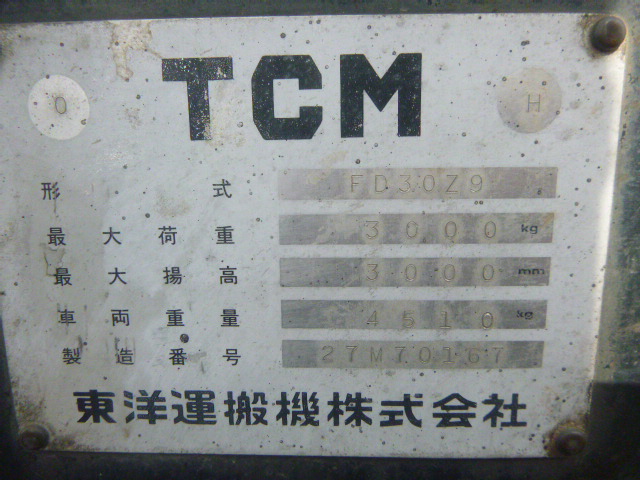 TCM
O H
形式 FD30Z9
最大荷重 3000 kg
最大揚高 3000 mm
車両重量 4510 kg
製造番号 27M70167
東洋運搬機株式会社